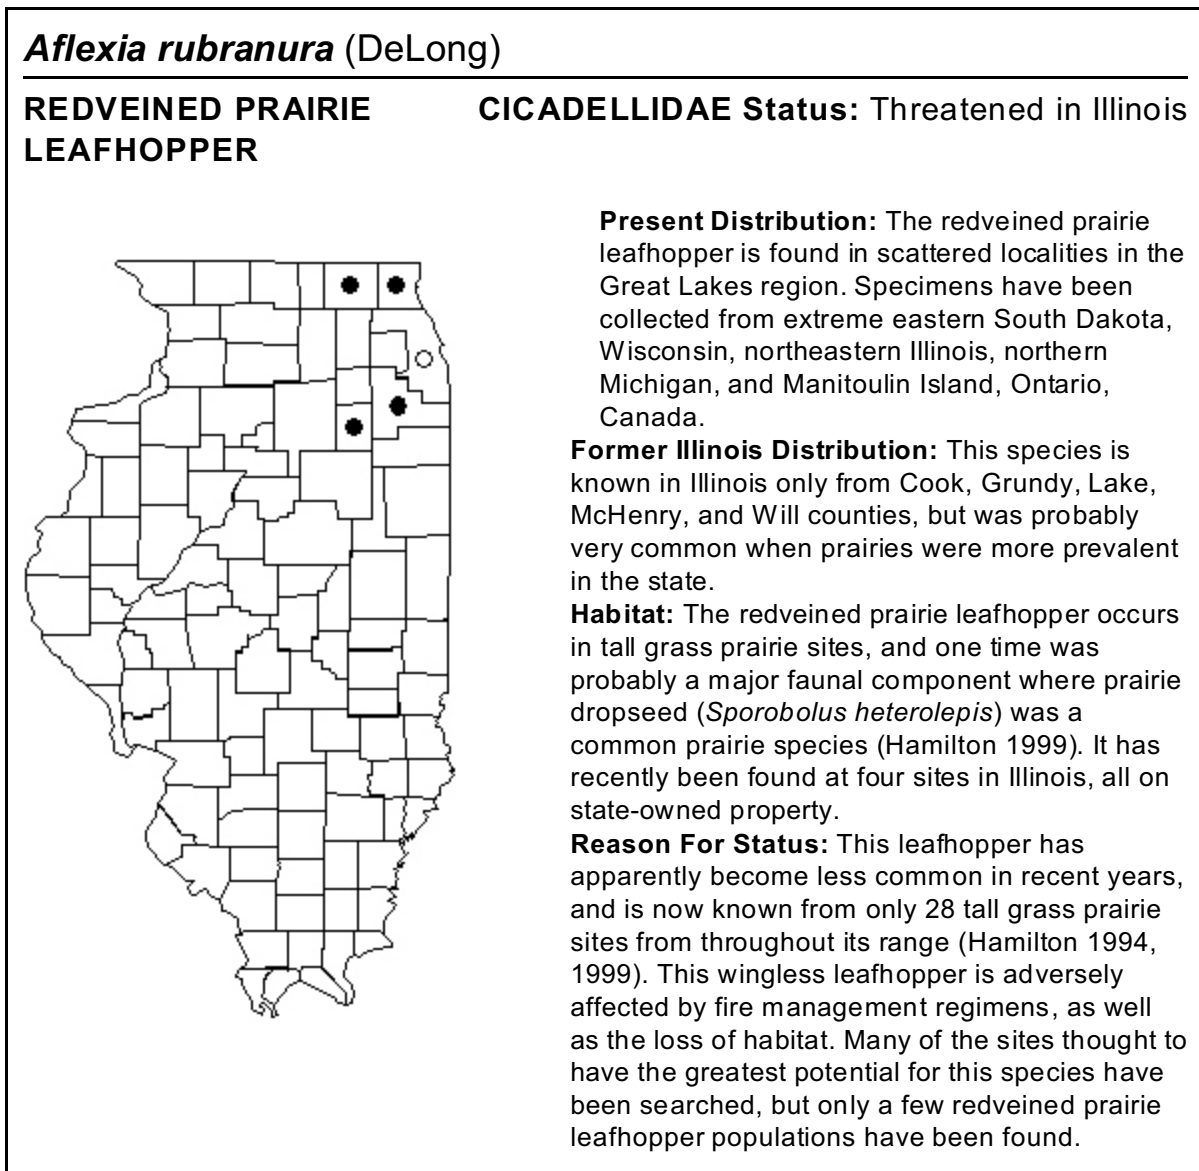 Aflexia rubranura (DeLong)
REDVEINED PRAIRIE
LEAFHOPPER
CICADELLIDAE Status: Threatened in Illinois
Present Distribution: The redveined prairie
leafhopper is found in scattered localities in the
Great Lakes region. Specimens have been
collected from extreme eastern South Dakota,
Wisconsin, northeastern Illinois, northern
Michigan, and Manitoulin Island, Ontario,
Canada.
Former Illinois Distribution: This species is
known in Illinois only from Cook, Grundy, Lake,
McHenry, and Will counties, but was probably
very common when prairies were more prevalent
in the state.
Habitat: The redveined prairie leafhopper occurs
in tall grass prairie sites, and one time was
probably a major faunal component where prairie
dropseed (Sporobolus heterolepis) was a
common prairie species (Hamilton 1999). It has
recently been found at four sites in Illinois, all on
state-owned property.
Reason For Status: This leafhopper has
apparently become less common in recent years,
and is now known from only 28 tall grass prairie
sites from throughout its range (Hamilton 1994,
1999). This wingless leafhopper is adversely
affected by fire management regimens, as well
as the loss of habitat. Many of the sites thought to
have the greatest potential for this species have
been searched, but only a few redveined prairie
leafhopper populations have been found.